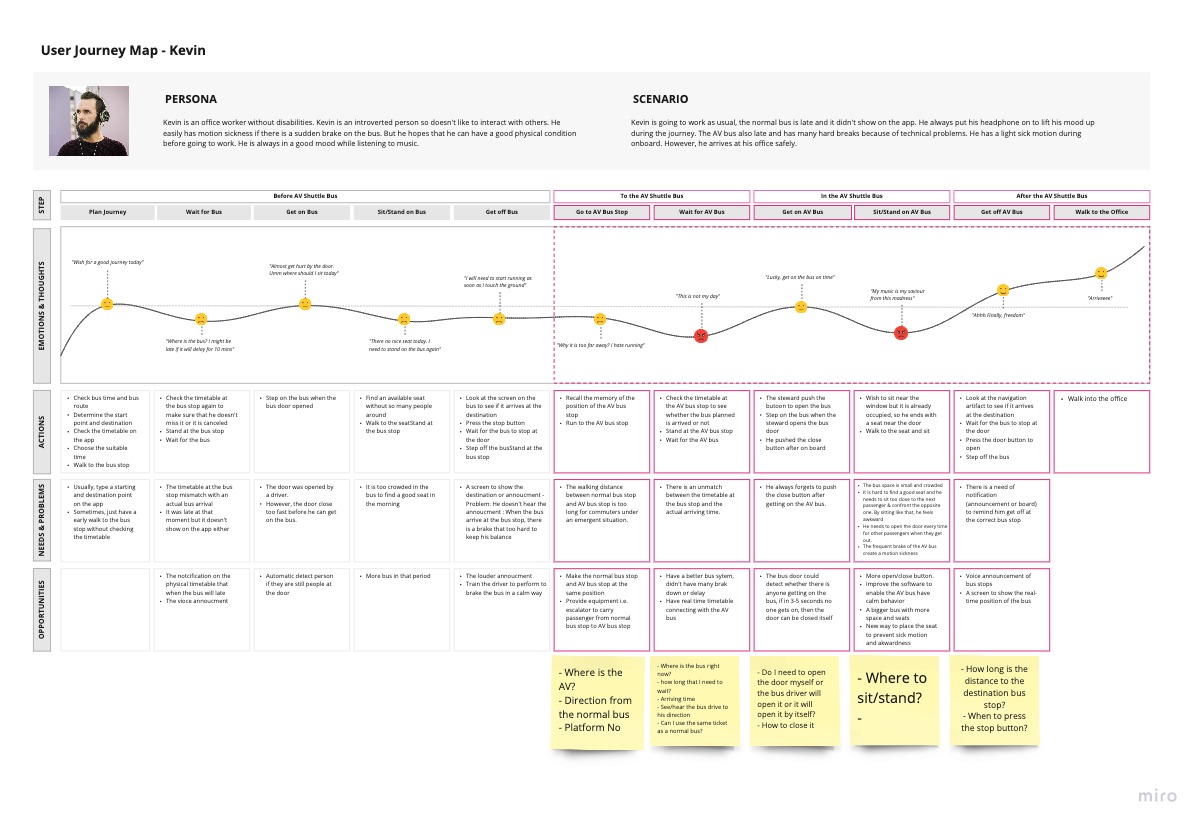 User Journey Map - Kevin
PERSONA
Kevin is an office worker without disabilities. Kevin is an introverted person so doesn't like to interact with others. He
easily has motion sickness if there is a sudden brake on the bus. But he hopes that he can have a good physical condition
before going to work. He is always in a good mood while listening to music.
SCENARIO
Kevin is going to work as usual, the normal bus is late and it didn't show on the app. He always put his headphone on to lift his mood up
during the journey. The AV bus also late and has many hard breaks because of technical problems. He has a light sick motion during
onboard. However, he arrives at his office safely.
STEP
Before AV Shuttle Bus
To the AV Shuttle Bus
In the AV Shuttle Bus
After the AV Shuttle Bus
Plan Journey
Wait for Bus
Get on Bus
Sit/Stand on Bus
Get off Bus
Go to AV Bus Stop
Wait for AV Bus
Get on AV Bus
Sit/Stand on AV Bus
Get off AV Bus
Walk to the Office
EMOTIONS & THOUGHTS
"Wish for a good journey today"
"Where is the bus? I might be
late if it will delay for 10 mins"
"Almost get hurt by the door.
Umm where should I sit today"
"There no nice seat today. I
need to stand on the bus again"
"I will need to start running as
soon as I touch the ground"
"Why it is too far away? I hate running"
"This is not my day"
"Lucky, get on the bus on time"
"My music is my saviour
from this madness"
"Ahhh Finally, freedom"
"Arriveeee"
ACTIONS
• Check bus time and bus
route
• Determine the start
point and destination
• Check the timetable on
the app
• Choose the suitable
time
• Walk to the bus stop
• Check the timetable at
the bus stop again to
make sure that he doesn't
miss it or it is canceled
• Stand at the bus stop
• Wait for the bus
• Step on the bus when the
bus door opened
• Find an available seat
without so many people
around
• Walk to the seatStand at
the bus stop
• Look at the screen on the
bus to see if it arrives at the
destination
• Press the stop button
• Wait for the bus to stop at
the door
• Step off the busStand at the
bus stop
• Recall the memory of the
position of the AV bus
stop
• Run to the AV bus stop
• Check the timetable at
the AV bus stop to see
whether the bus planned
is arrived or not
• Stand at the AV bus stop
• Wait for the AV bus
• The steward push the
butoon to open the bus
• Step on the bus when the
steward opens the bus
door
• He pushed the close
button after on board
• Wish to sit near the
window but it is already
occupied, so he ends with
a seat near the door
• Walk to the seat and sit
• Look at the navigation
artifact to see if it arrives
at the destination
• Wait for the bus to stop at
the door
• Press the door button to
open
• Step off the bus
• Walk into the office
NEEDS & PROBLEMS
• Usually, type a starting
and destination point
on the app
• Sometimes, just have a
early walk to the bus
stop without checking
the timetable
• The timetable at the bus
stop mismatch with an
actual bus arrival
• It was late at that
moment but it doesn't
show on the app either
• The door was opened by
a driver.
• However, the door close
too fast before he can get
on the bus.
• It is too crowded in the
bus to find a good seat in
the morning
• A screen to show the
destination or annoucment -
Problem: He doesn't hear the
annoucment : When the bus
arrive at the bus stop, there
is a brake that too hard to
keep his balance
• The walking distance
between normal bus stop
and AV bus stop is too
long for commuters under
an emergent situation.
• There is an unmatch
between the timetable at
the bus stop and the
actual arriving time.
• He always forgets to push
the close button after
getting on the AV bus.
• The bus space is small and crowded
• It is hard to find a good seat and he
needs to sit too close to the next
passenger & confront the opposite
one. By sitting like that, he feels
awkward
• He needs to open the door every time
for other passengers when they get
out.
• The frequent brake of the AV bus
create a motion sickness
• There is a need of
notification
(announcement or board)
to remind him get off at
the correct bus stop
OPPORTUNITIES
• The notification on the
physical timetable that
when the bus will late
• The vioce annoucment
• Automatic detect person
if they are still people at
the door
• More bus in that period
• The louder annoucment
• Train the driver to perform to
brake the bus in a calm way
• Make the normal bus stop
and AV bus stop at the
same position
• Provide equipment i.e.
escalator to carry
passenger from normal
bus stop to AV bus stop
• Have a better bus sytem,
didn't have many brak
down or delay
• Have real time timetable
connecting with the AV
bus
• The bus door could
detect whether there is
anyone getting on the
bus, if in 3-5 seconds no
one gets on, then the
door can be closed itself
• More open/close button.
• Improve the software to
enable the AV bus have
calm behavior
• A bigger bus with more
space and seats
• New way to place the seat
to prevent sick motion
and akwardness
• Voice announcement of
bus stops
• A screen to show the real-
time position of the bus
- Where is the
AV?
- Direction from
the normal bus
- Platform No
- Where is the bus right
now?
- how long that I need to
wait?
- Arriving time
- See/hear the bus drive to
his direction
- Can I use the same ticket
as a normal bus?
- Do I need to open
the door myself or
the bus driver will
open it or it will
open it by itself?
- How to close it
- Where to
sit/stand?
-
- How long is the
distance to the
destination bus
stop?
- When to press
the stop button?
miro